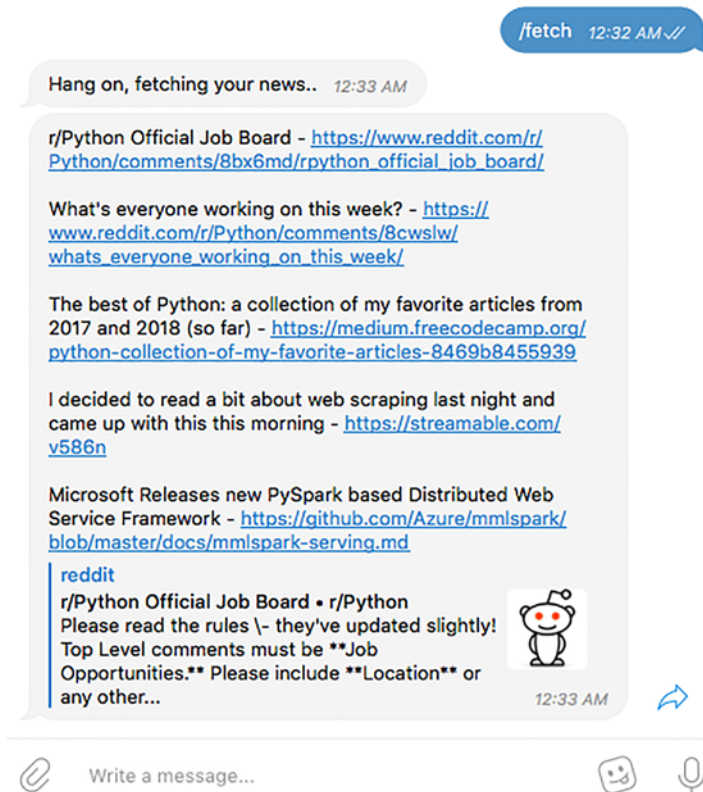 /fetch 12:32 AM
Hang on, fetching your news.. 12:33 AM
r/Python Official Job Board - https://www.reddit.com/r/
Python/comments/8bx6md/rpython_official_job_board/
What's everyone working on this week? - https://
www.reddit.com/r/Python/comments/8cwslw/
whats_everyone_working_on_this_week/
The best of Python: a collection of my favorite articles from
2017 and 2018 (so far) - https://medium.freecodecamp.org/
python-collection-of-my-favorite-articles-8469b8455939
I decided to read a bit about web scraping last night and
came up with this this morning - https://streamable.com/
v586n
Microsoft Releases new PySpark based Distributed Web
Service Framework - https://github.com/Azure/mmlspark/
blob/master/docs/mmlspark-serving.md
reddit
r/Python Official Job Board • r/Python
Please read the rules \- they've updated slightly!
Top Level comments must be **Job
Opportunities.** Please include **Location** or
any other...
12:33 AM
Write a message...